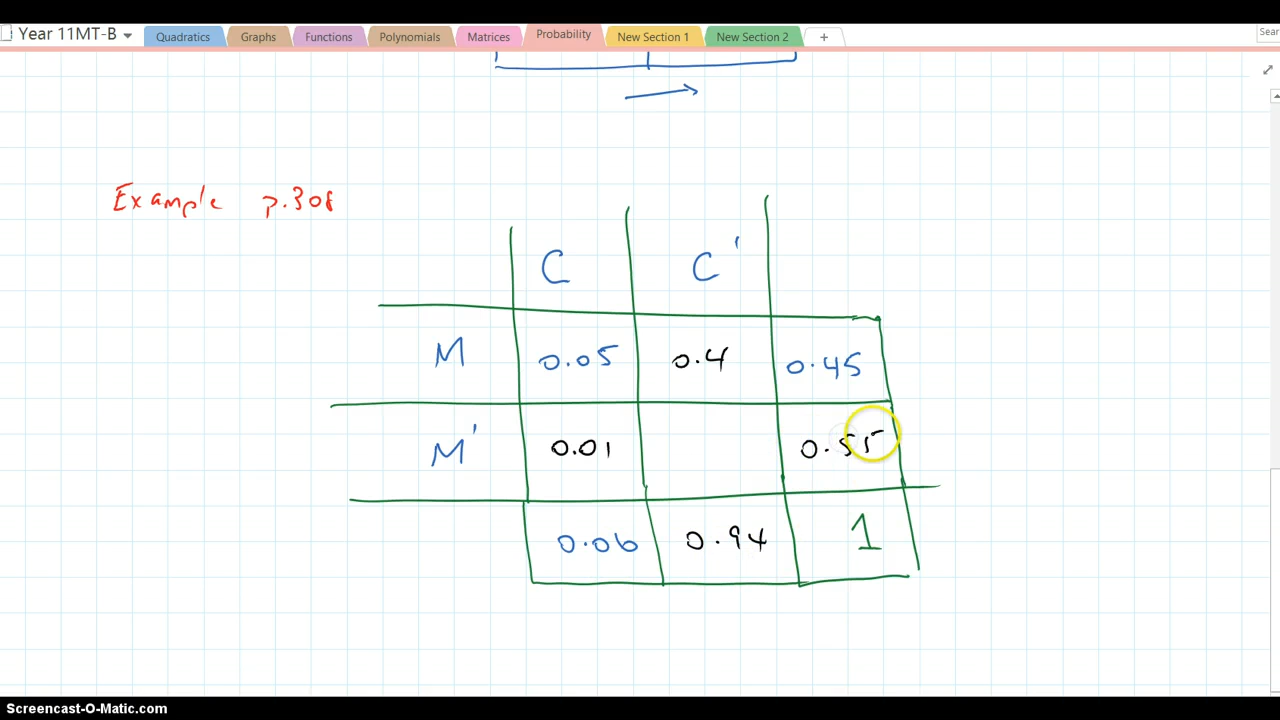 Year 11MT-B Quadratics Graphs Functions Polynomials Matrices Probability New Section 1 New Section 2 +
Sear
Example p.308
C C'
M 0.05 0.4 0.45
M' 0.01 0.55
0.06 0.94 1
Screencast-O-Matic.com